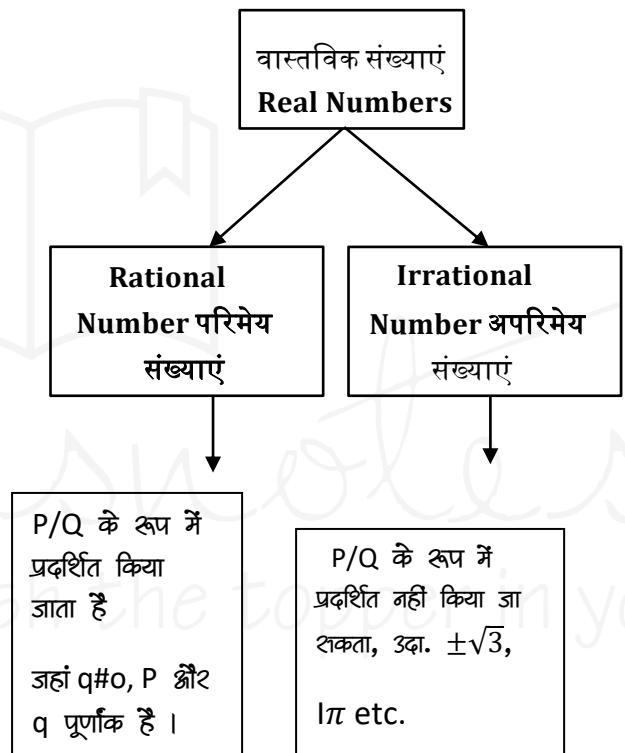 वास्तविक संख्याएं
Real Numbers
Rational
Number परिमेय
संख्याएं
Irrational
Number अपरिमेय
संख्याएं
P/Q के रूप में
प्रदर्शित किया
जाता है
जहां q#o, P और
q पूर्णांक है ।
P/Q के रूप में
प्रदर्शित नहीं किया जा
सकता, उदा. ±√3,
Iπ etc.